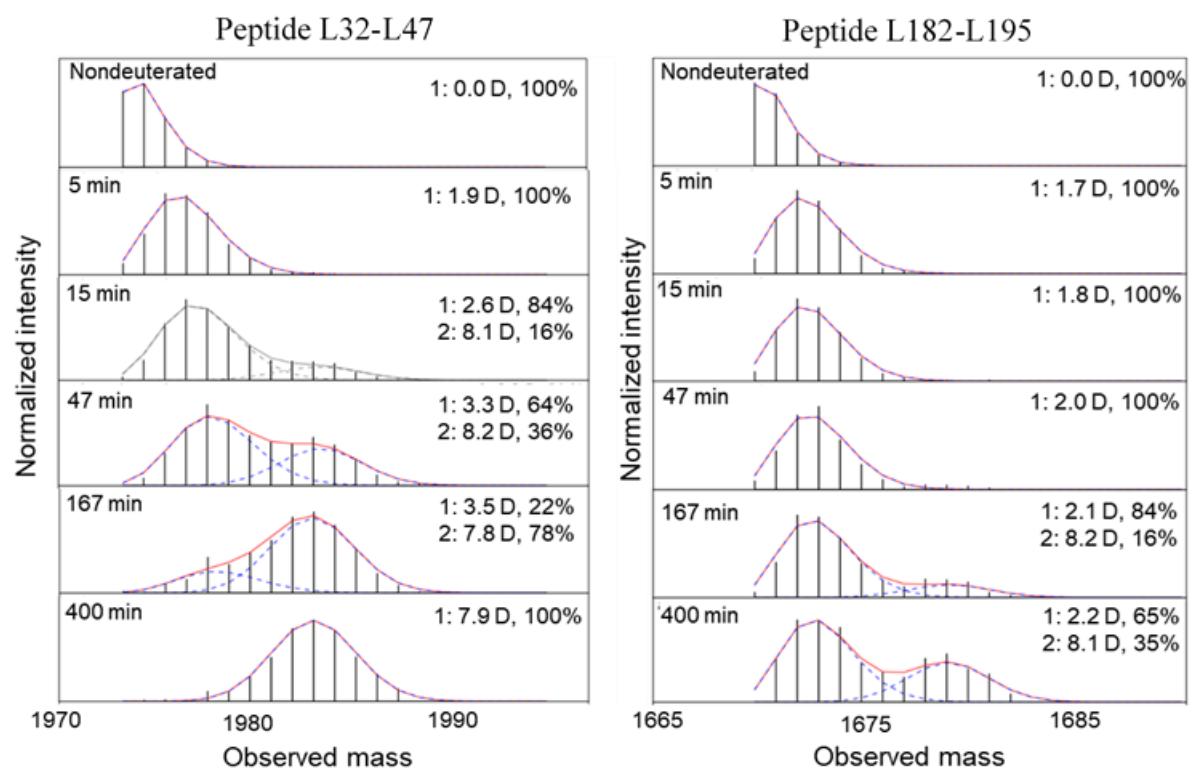 Peptide L32-L47
Nondeuterated
1: 0.0 D, 100%
5 min
1: 1.9 D, 100%
15 min
1: 2.6 D, 84%
2: 8.1 D, 16%
47 min
1: 3.3 D, 64%
2: 8.2 D, 36%
167 min
1: 3.5 D, 22%
2: 7.8 D, 78%
400 min
1: 7.9 D, 100%
1970 1980 1990
Observed mass
Normalized intensity
Peptide L182-L195
Nondeuterated
1: 0.0 D, 100%
5 min
1: 1.7 D, 100%
15 min
1: 1.8 D, 100%
47 min
1: 2.0 D, 100%
167 min
1: 2.1 D, 84%
2: 8.2 D, 16%
400 min
1: 2.2 D, 65%
2: 8.1 D, 35%
1665 1675 1685
Observed mass
Normalized intensity